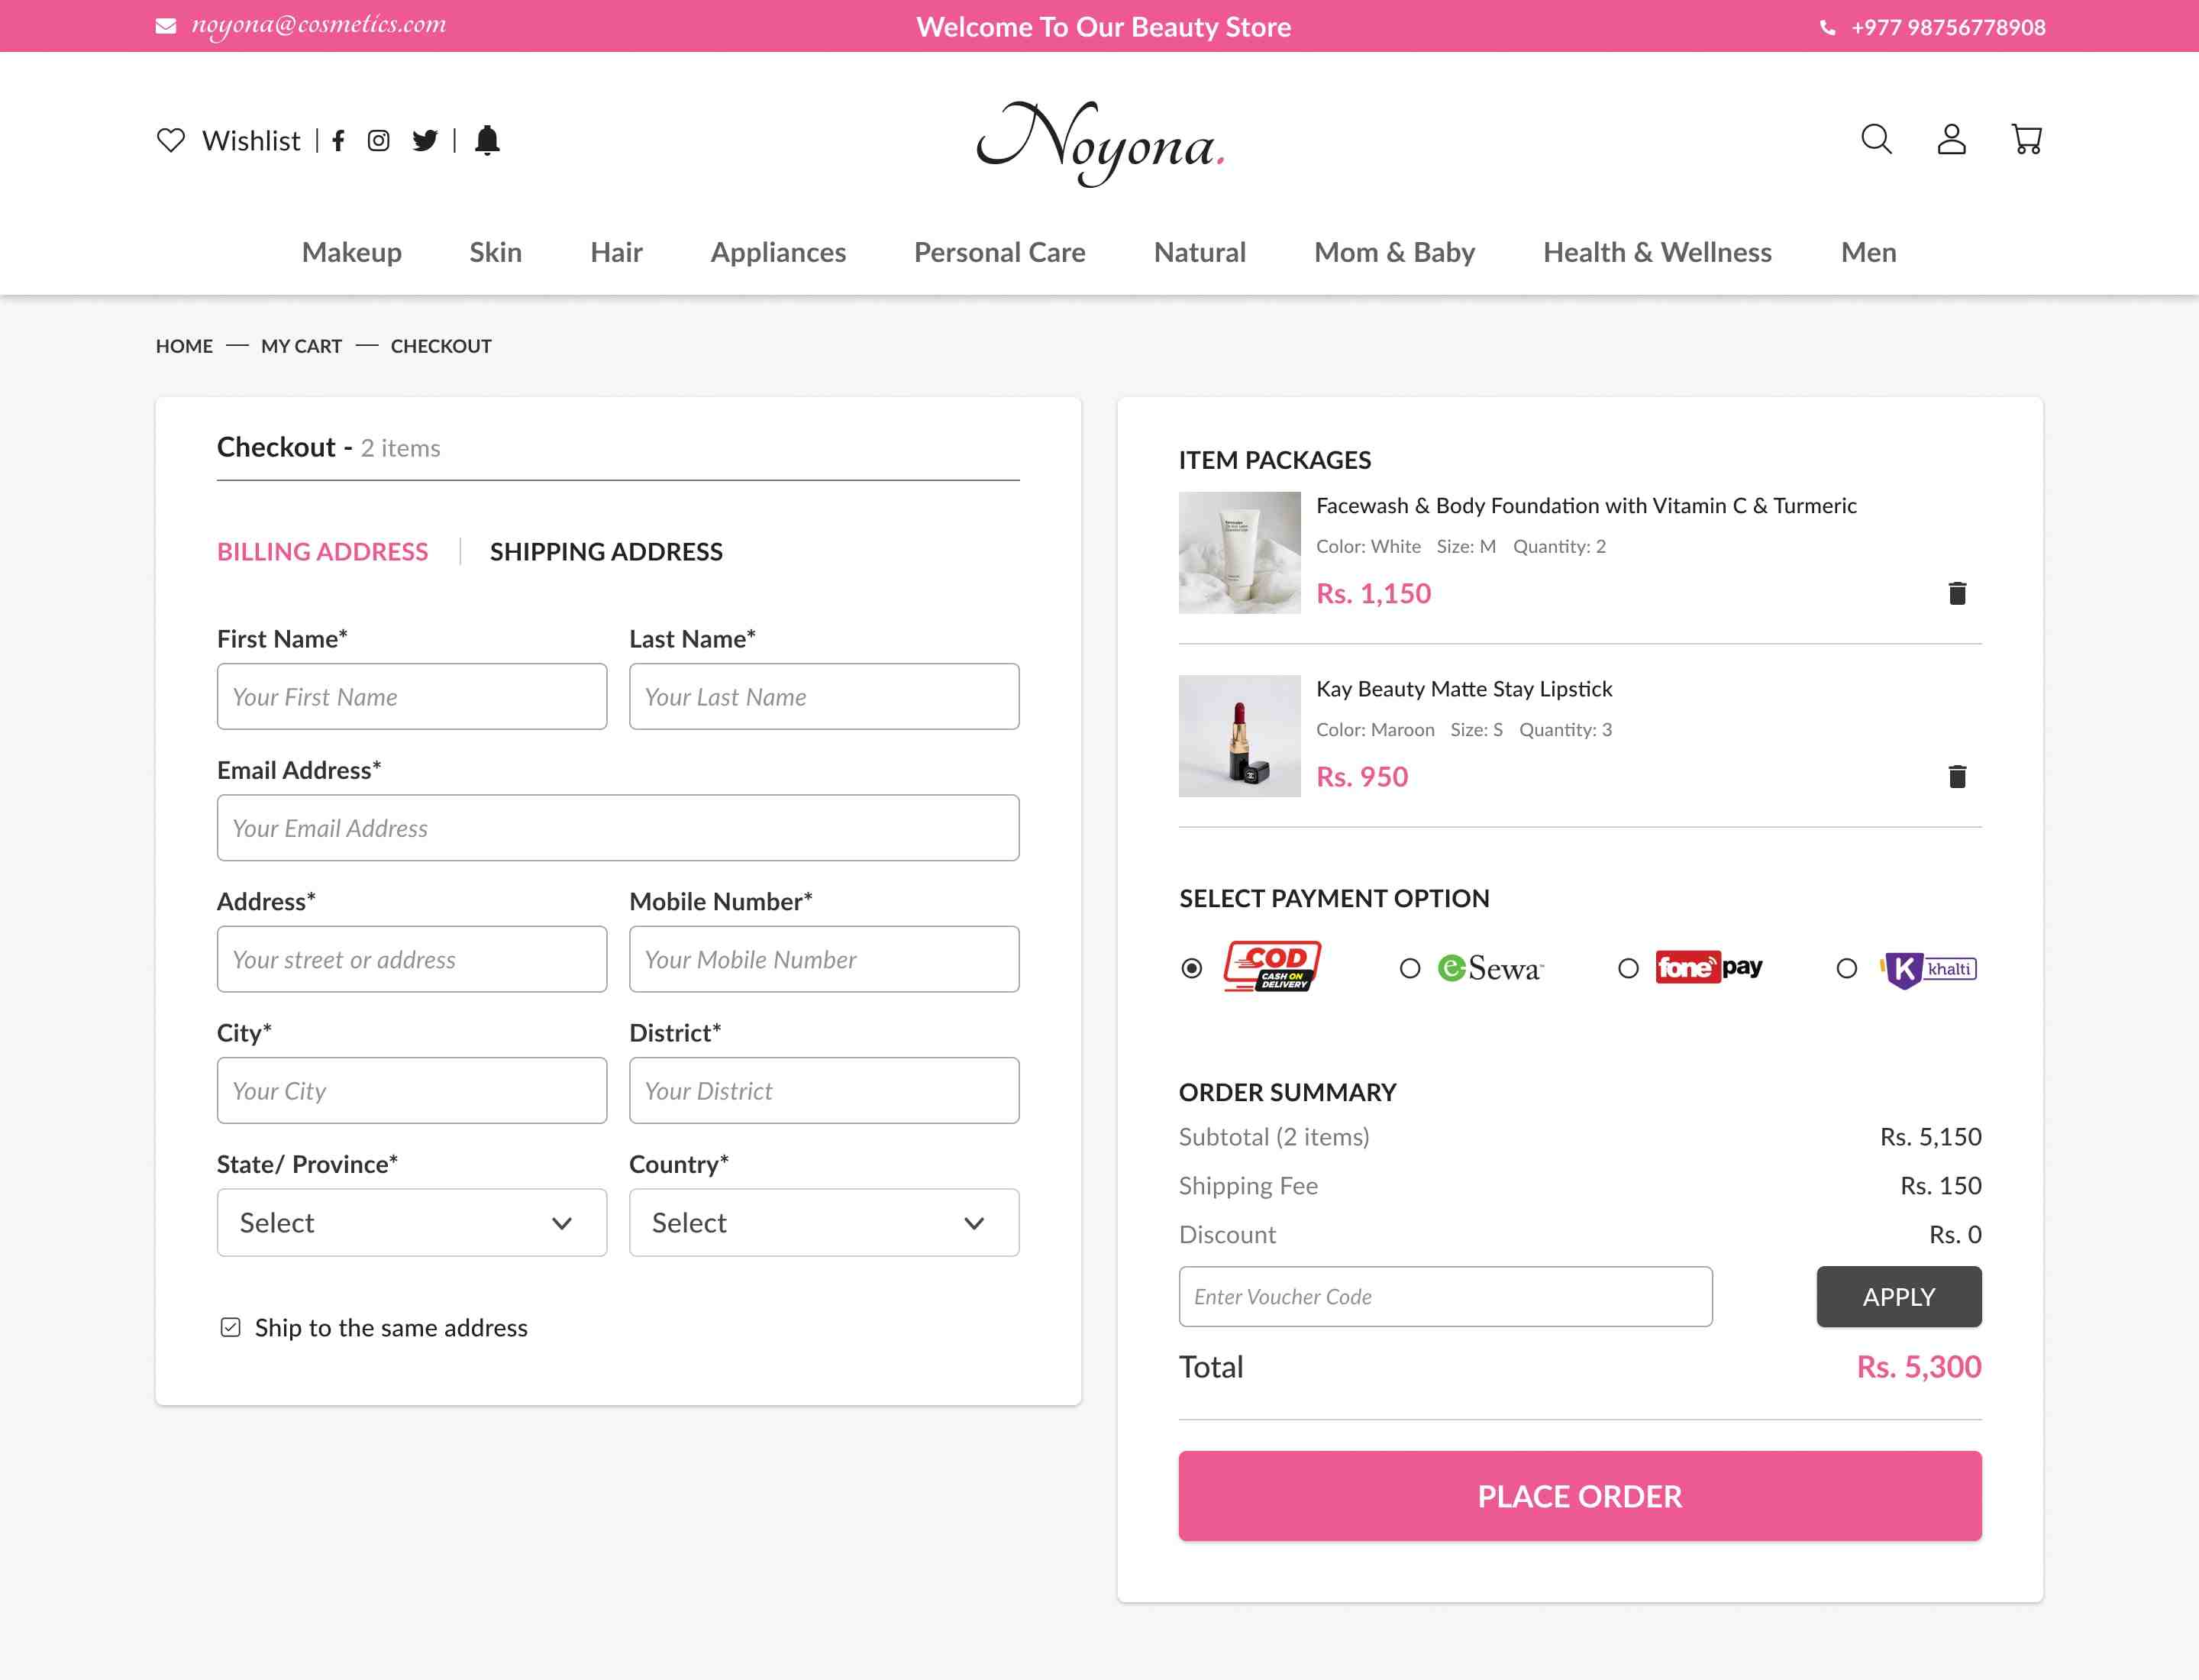 noyona@cosmetics.com
Welcome To Our Beauty Store
+977 98756778908
Wishlist
Noyona.
Makeup Skin Hair Appliances Personal Care Natural Mom & Baby Health & Wellness Men
HOME — MY CART — CHECKOUT
Checkout - 2 items
BILLING ADDRESS | SHIPPING ADDRESS
First Name* Last Name*
Your First Name Your Last Name
Email Address*
Your Email Address
Address* Mobile Number*
Your street or address Your Mobile Number
City* District*
Your City Your District
State/ Province* Country*
Select Select
Ship to the same address
ITEM PACKAGES
Facewash & Body Foundation with Vitamin C & Turmeric
Color: White Size: M Quantity: 2
Rs. 1,150
Kay Beauty Matte Stay Lipstick
Color: Maroon Size: S Quantity: 3
Rs. 950
SELECT PAYMENT OPTION
COD
CASH ON
DELIVERY
eSewa™
fonepay
K khalti
ORDER SUMMARY
Subtotal (2 items) Rs. 5,150
Shipping Fee Rs. 150
Discount Rs. 0
Enter Voucher Code APPLY
Total Rs. 5,300
PLACE ORDER